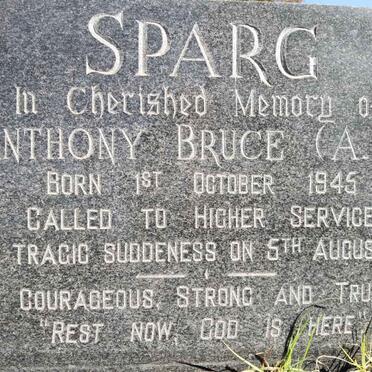 SPARG
In Cherished Memory o
NTHONY BRUCE (A.
BORN 1ST OCTOBER 1945
CALLED TO HIGHER SERVICE
TRAGIC SUDDENESS ON 5TH AUGUS
COURAGEOUS, STRONG AND TRU
"REST NOW, GOD IS HERE"